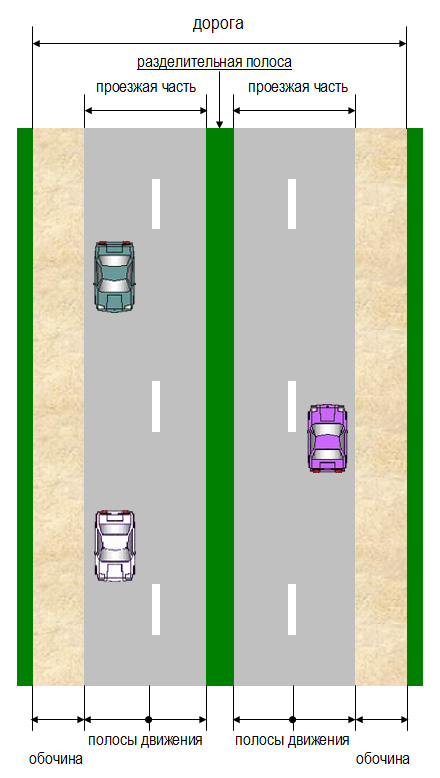 дорога
разделительная полоса
проезжая часть проезжая часть
полосы движения полосы движения
обочина обочина